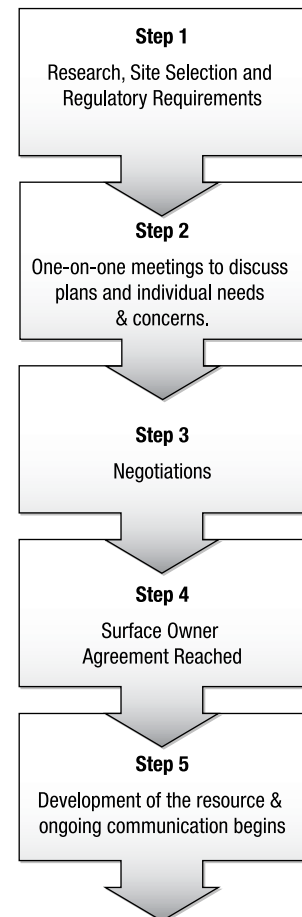 Step 1
Research, Site Selection and
Regulatory Requirements
Step 2
One-on-one meetings to discuss
plans and individual needs
& concerns.
Step 3
Negotiations
Step 4
Surface Owner
Agreement Reached
Step 5
Development of the resource &
ongoing communication begins